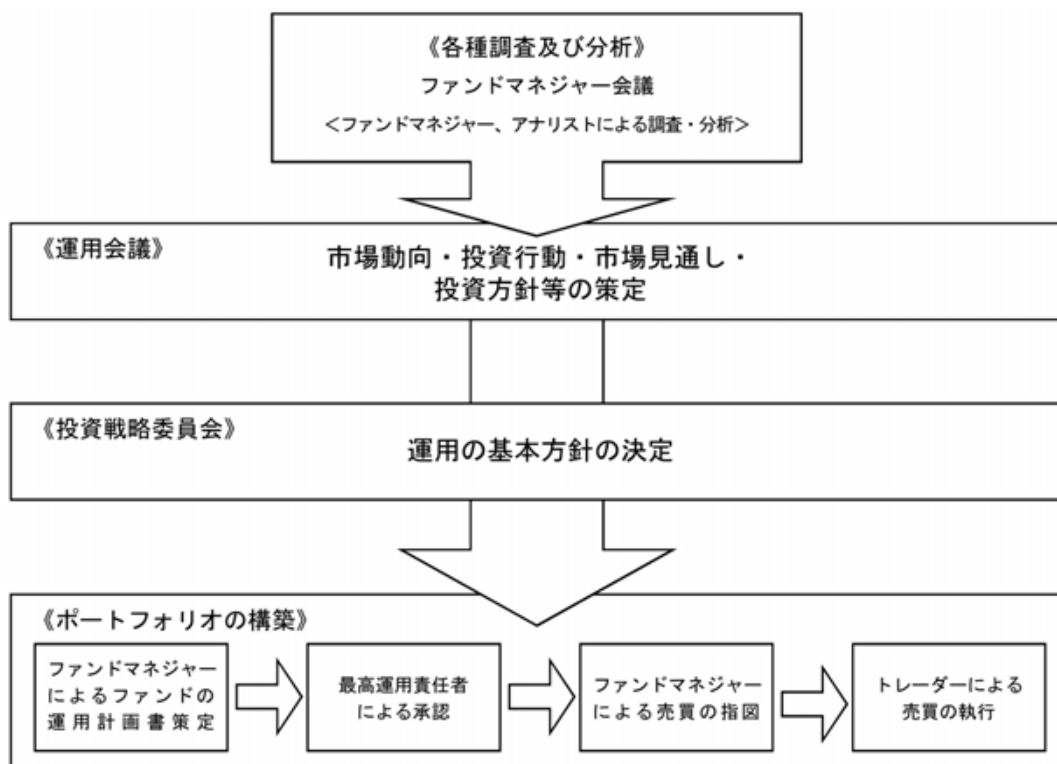 《各種調査及び分析》
ファンドマネジャー会議
＜ファンドマネジャー、アナリストによる調査・分析＞
《運用会議》
市場動向・投資行動・市場見通し・
投資方針等の策定
《投資戦略委員会》
運用の基本方針の決定
《ポートフォリオの構築》
ファンドマネジャー
によるファンドの
運用計画書策定
最高運用責任者
による承認
ファンドマネジャー
による売買の指図
トレーダーによる
売買の執行